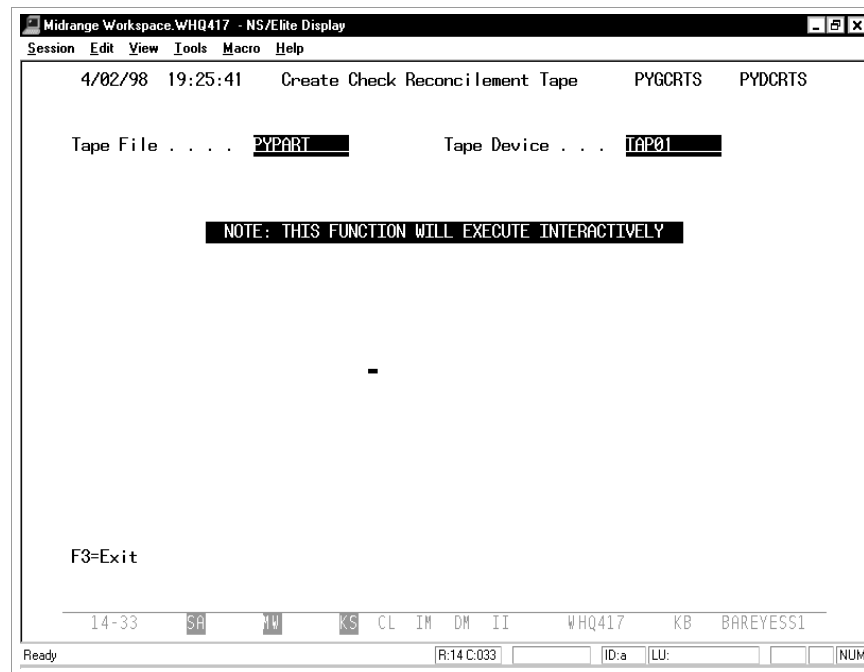 Midrange Workspace.WHQ417 - NS/Elite Display
Session Edit View Tools Macro Help
4/02/98 19:25:41 Create Check Reconcilement Tape PYGCRTS PYDCRTS
Tape File . . . . PYPART Tape Device . . . TAP01
NOTE: THIS FUNCTION WILL EXECUTE INTERACTIVELY
F3=Exit
14-33 SA MW KS CL IM DM II WHQ417 KB BAREYESS1
Ready R:14 C:033 ID:a LU: NUM